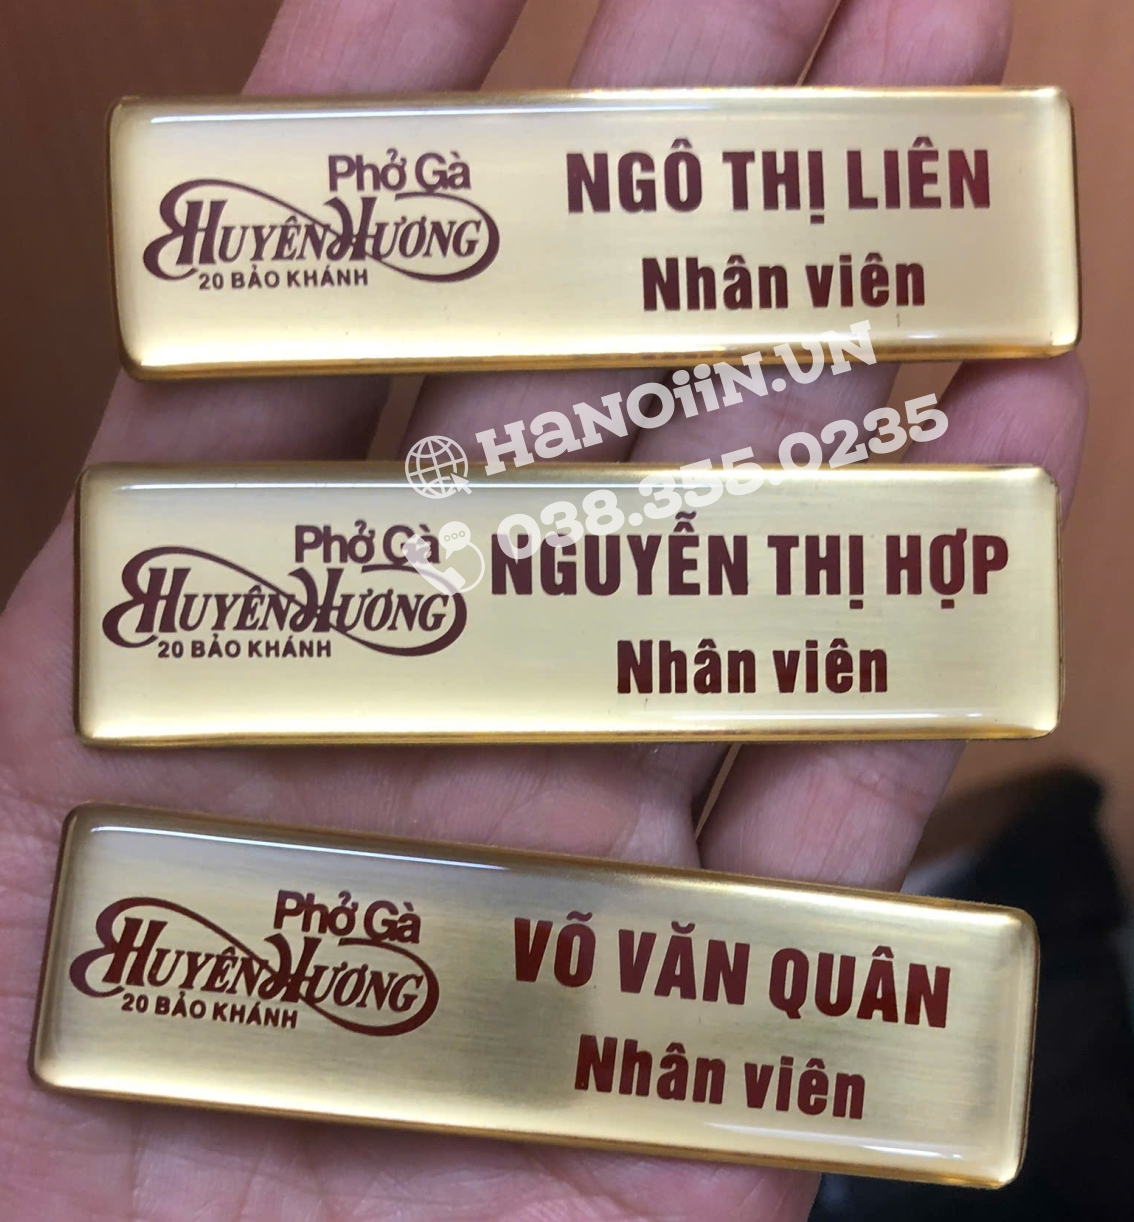 Phở Gà
HUYÊN HƯƠNG
20 BẢO KHÁNH
NGÔ THỊ LIÊN
Nhân viên
HaNOiiN.VN
038.355.0235
Phở Gà
HUYÊN HƯƠNG
20 BẢO KHÁNH
NGUYỄN THỊ HỢP
Nhân viên
Phở Gà
HUYÊN HƯƠNG
20 BẢO KHÁNH
VÕ VĂN QUÂN
Nhân viên